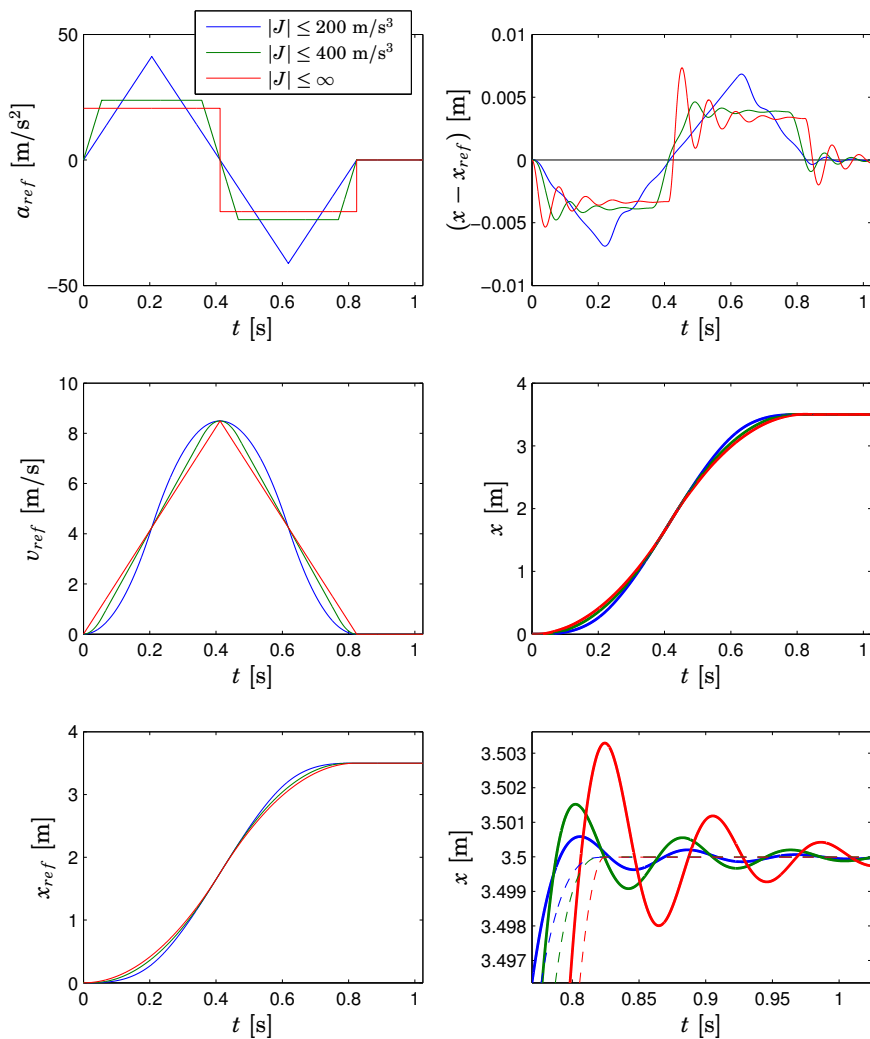 |J| ≤ 200 m/s³
|J| ≤ 400 m/s³
|J| ≤ ∞
50
0
−50
a_ref [m/s²]
0 0.2 0.4 0.6 0.8 1
t [s]
0.01
0.005
0
−0.005
−0.01
(x − x_ref) [m]
0 0.2 0.4 0.6 0.8 1
t [s]
10
8
6
4
2
0
v_ref [m/s]
0 0.2 0.4 0.6 0.8 1
t [s]
4
3
2
1
0
x [m]
0 0.2 0.4 0.6 0.8 1
t [s]
4
3
2
1
0
x_ref [m]
0 0.2 0.4 0.6 0.8 1
t [s]
3.503
3.502
3.501
3.5
3.499
3.498
3.497
x [m]
0.8 0.85 0.9 0.95 1
t [s]